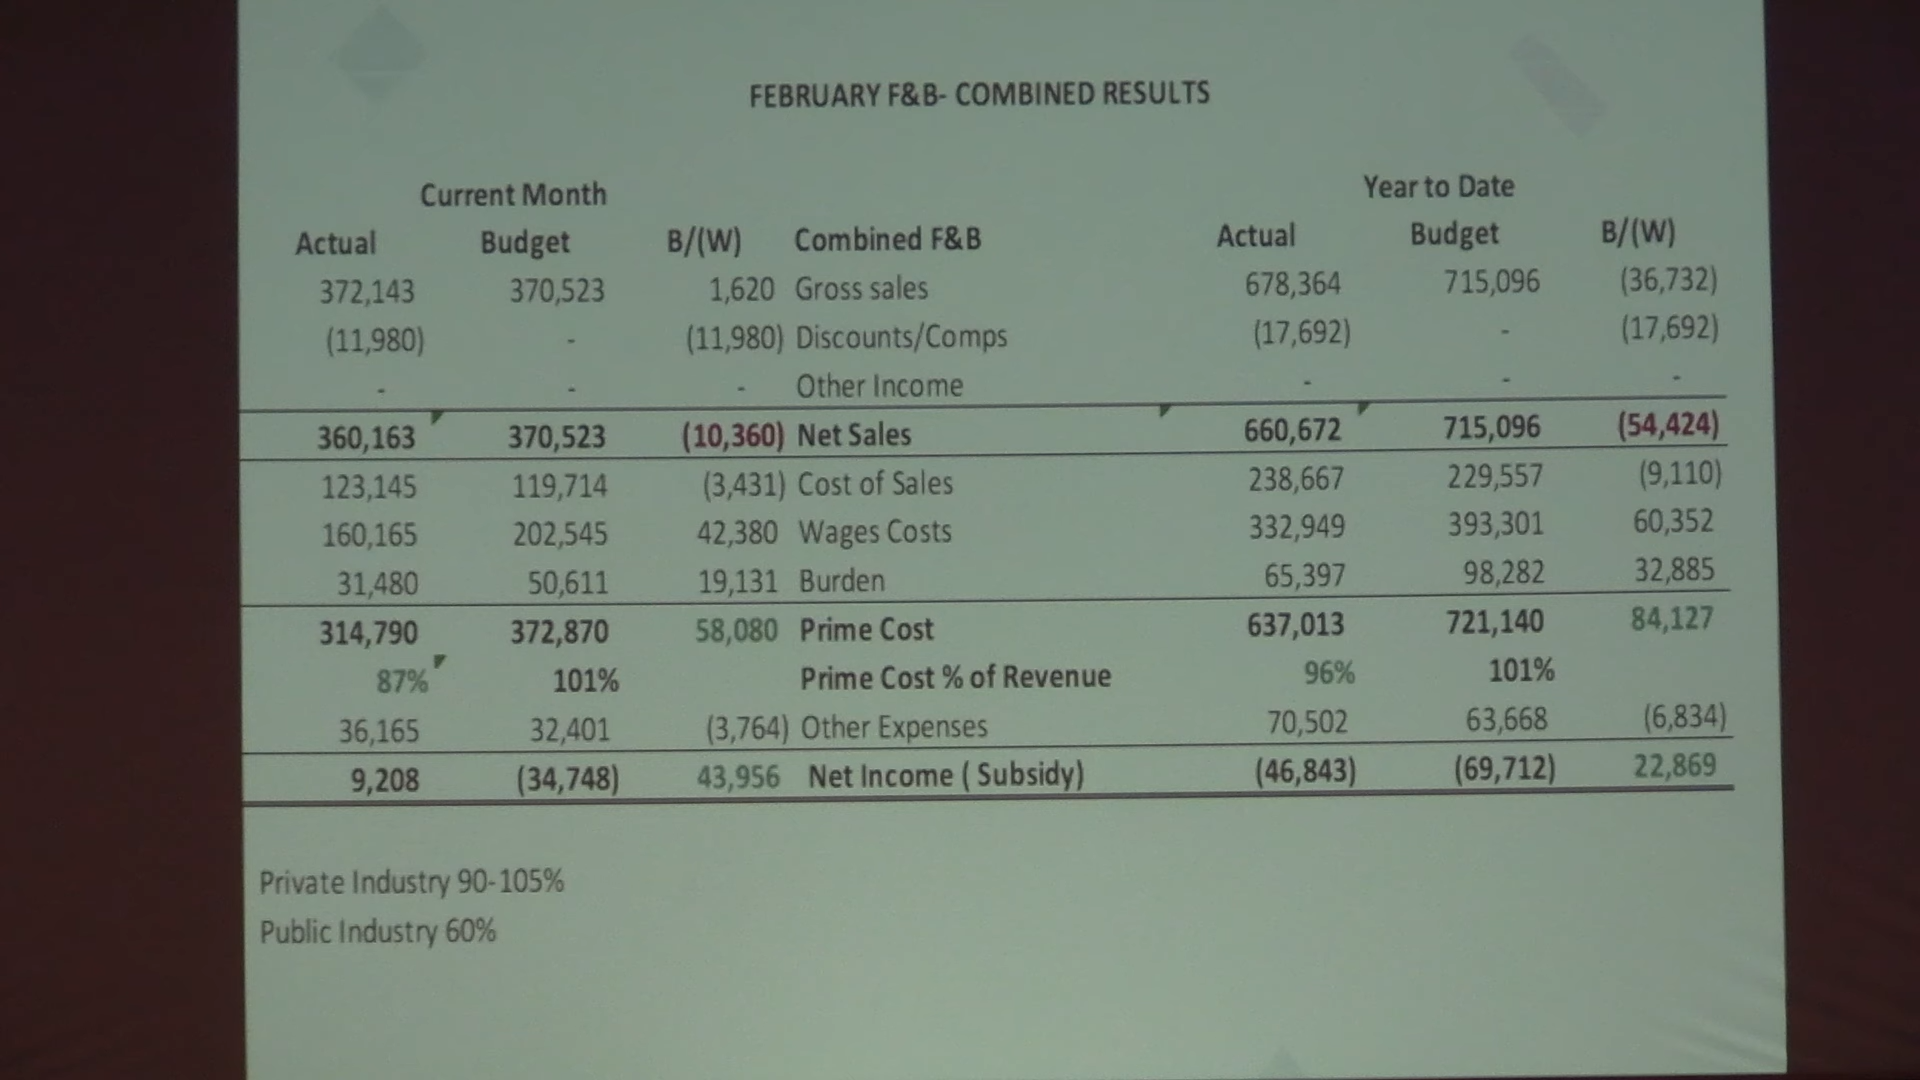 FEBRUARY F&B- COMBINED RESULTS
Current Month Year to Date
Actual Budget B/(W) Combined F&B Actual Budget B/(W)
372,143 370,523 1,620 Gross sales 678,364 715,096 (36,732)
(11,980) - (11,980) Discounts/Comps (17,692) - (17,692)
- - - Other Income - - -
360,163 370,523 (10,360) Net Sales 660,672 715,096 (54,424)
123,145 119,714 (3,431) Cost of Sales 238,667 229,557 (9,110)
160,165 202,545 42,380 Wages Costs 332,949 393,301 60,352
31,480 50,611 19,131 Burden 65,397 98,282 32,885
314,790 372,870 58,080 Prime Cost 637,013 721,140 84,127
87% 101% Prime Cost % of Revenue 96% 101%
36,165 32,401 (3,764) Other Expenses 70,502 63,668 (6,834)
9,208 (34,748) 43,956 Net Income ( Subsidy) (46,843) (69,712) 22,869
Private Industry 90-105%
Public Industry 60%